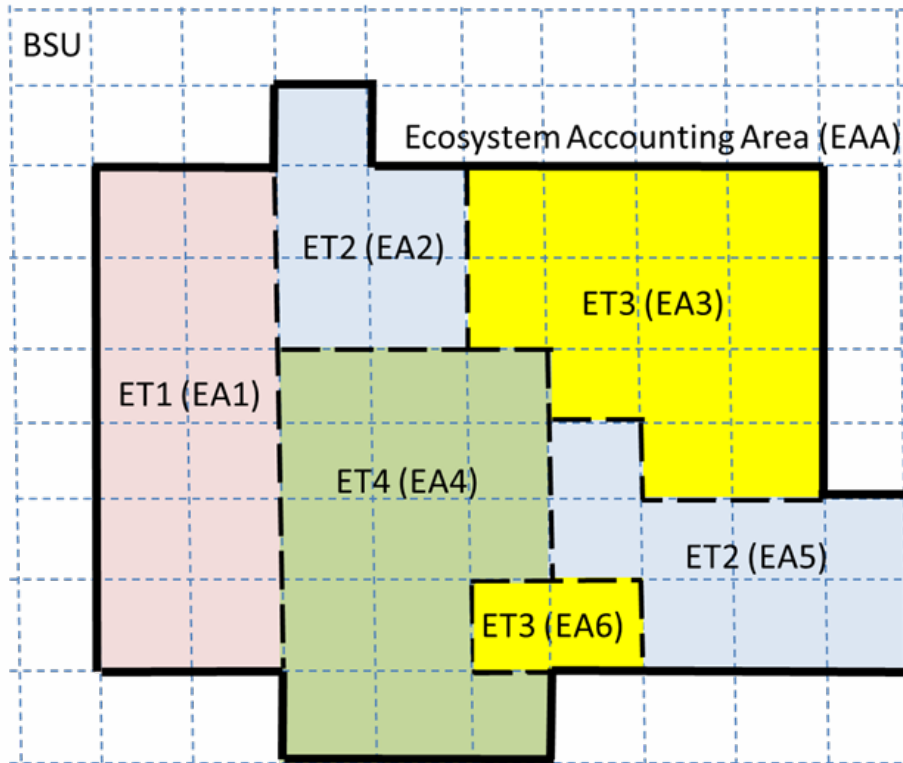 BSU
Ecosystem Accounting Area (EAA)
ET2 (EA2)
ET3 (EA3)
ET1 (EA1)
ET4 (EA4)
ET2 (EA5)
ET3 (EA6)